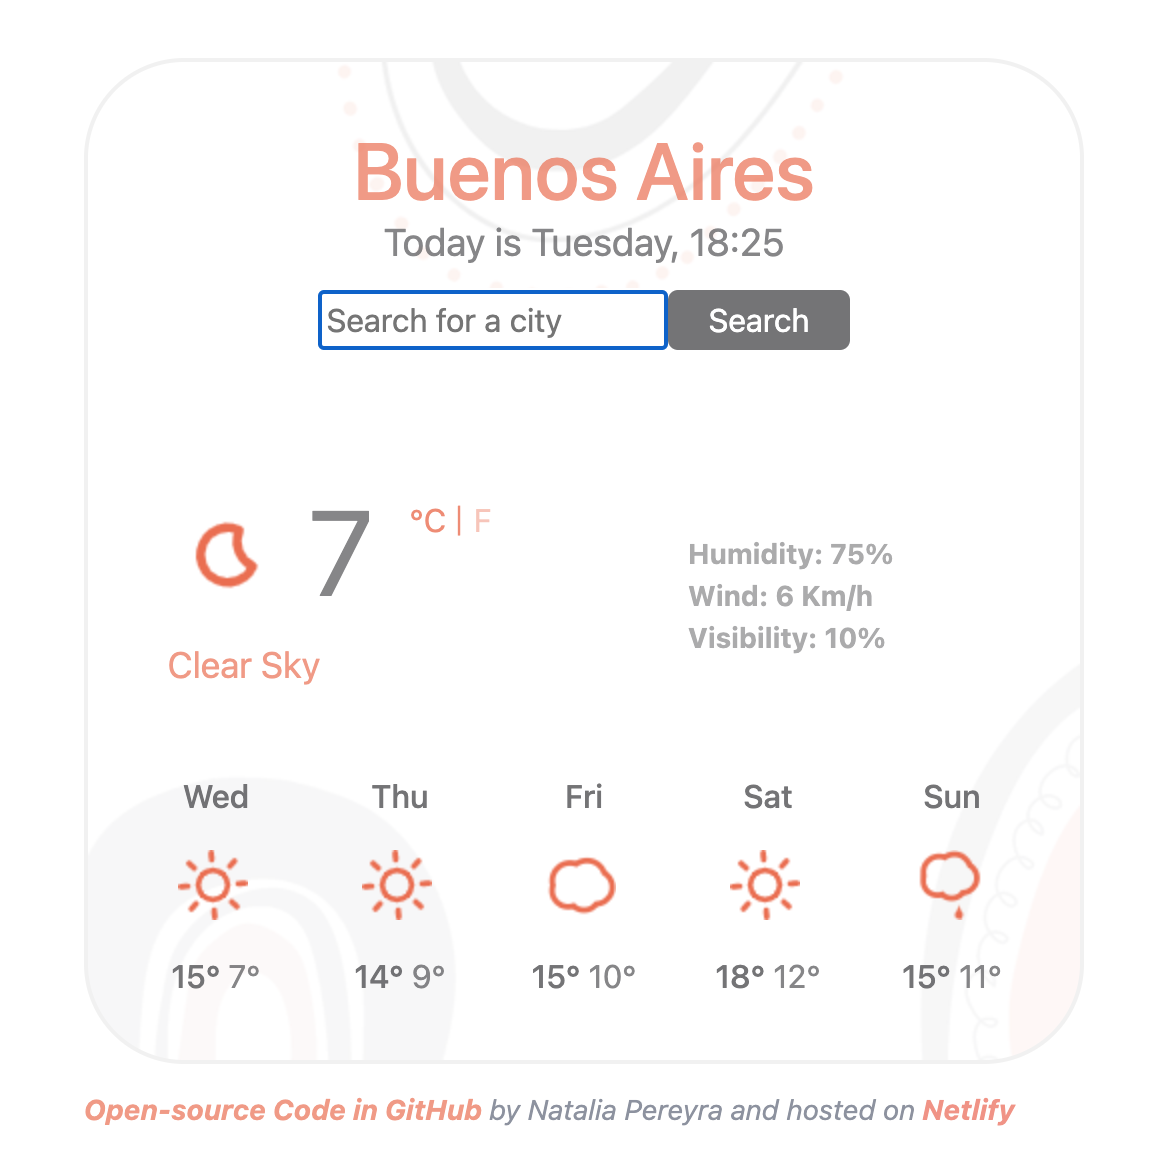 Buenos Aires
Today is Tuesday, 18:25
Search for a city Search
7 °C | F
Humidity: 75%
Wind: 6 Km/h
Visibility: 10%
Clear Sky
Wed Thu Fri Sat Sun
15° 7° 14° 9° 15° 10° 18° 12° 15° 11°
Open-source Code in GitHub by Natalia Pereyra and hosted on Netlify